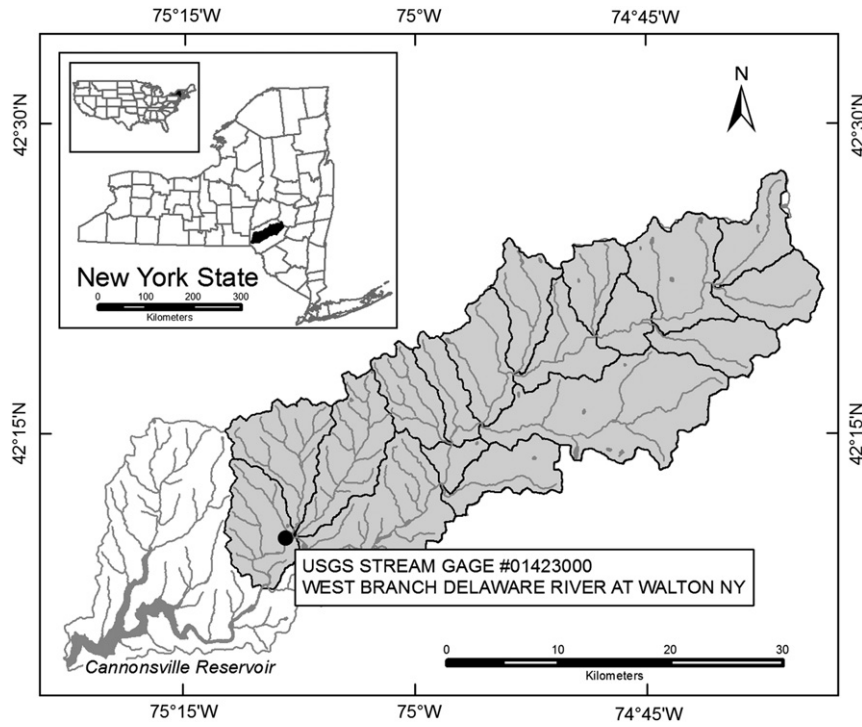 75°15'W 75°0'W 74°45'W
42°30'N 42°30'N
N
New York State
0 100 200 300
Kilometers
42°15'N 42°15'N
USGS STREAM GAGE #01423000
WEST BRANCH DELAWARE RIVER AT WALTON NY
Cannonsville Reservoir
0 10 20 30
Kilometers
75°15'W 75°0'W 74°45'W